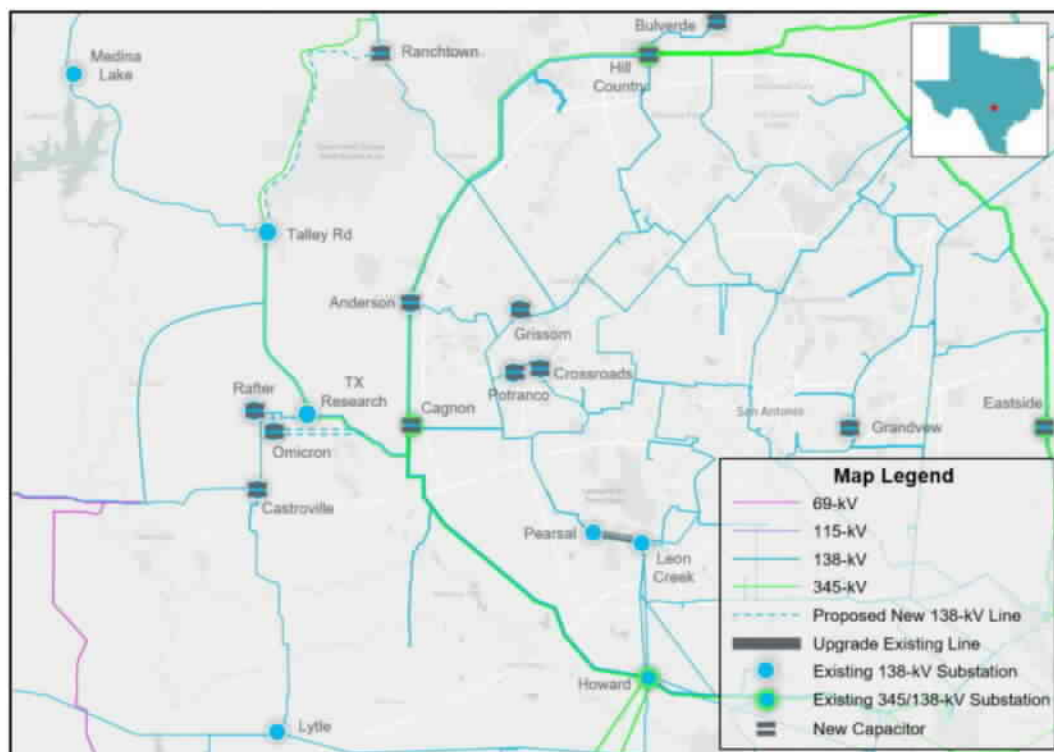 Bulverde
Medina
Lake
Ranchtown
Hill
Country
Talley Rd
Anderson
Grissom
Crossroads
Potranco
Rafter
TX
Research
Cagnon
San Antonio
Grandvew
Eastside
Omicron
Castroville
Pearsal
Leon
Creek
Howard
Lytle
Map Legend
69-kV
115-kV
138-kV
345-kV
Proposed New 138-kV Line
Upgrade Existing Line
Existing 138-kV Substation
Existing 345/138-kV Substation
New Capacitor